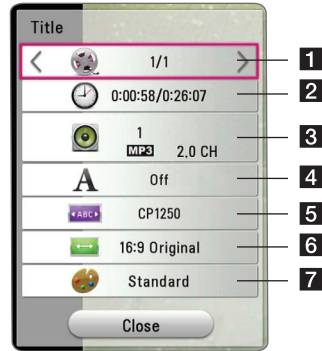 Title
1/1 1
0:00:58/0:26:07 2
1 3
MP3 2,0 CH
A Off 4
ABC CP1250 5
16:9 Original 6
Standard 7
Close